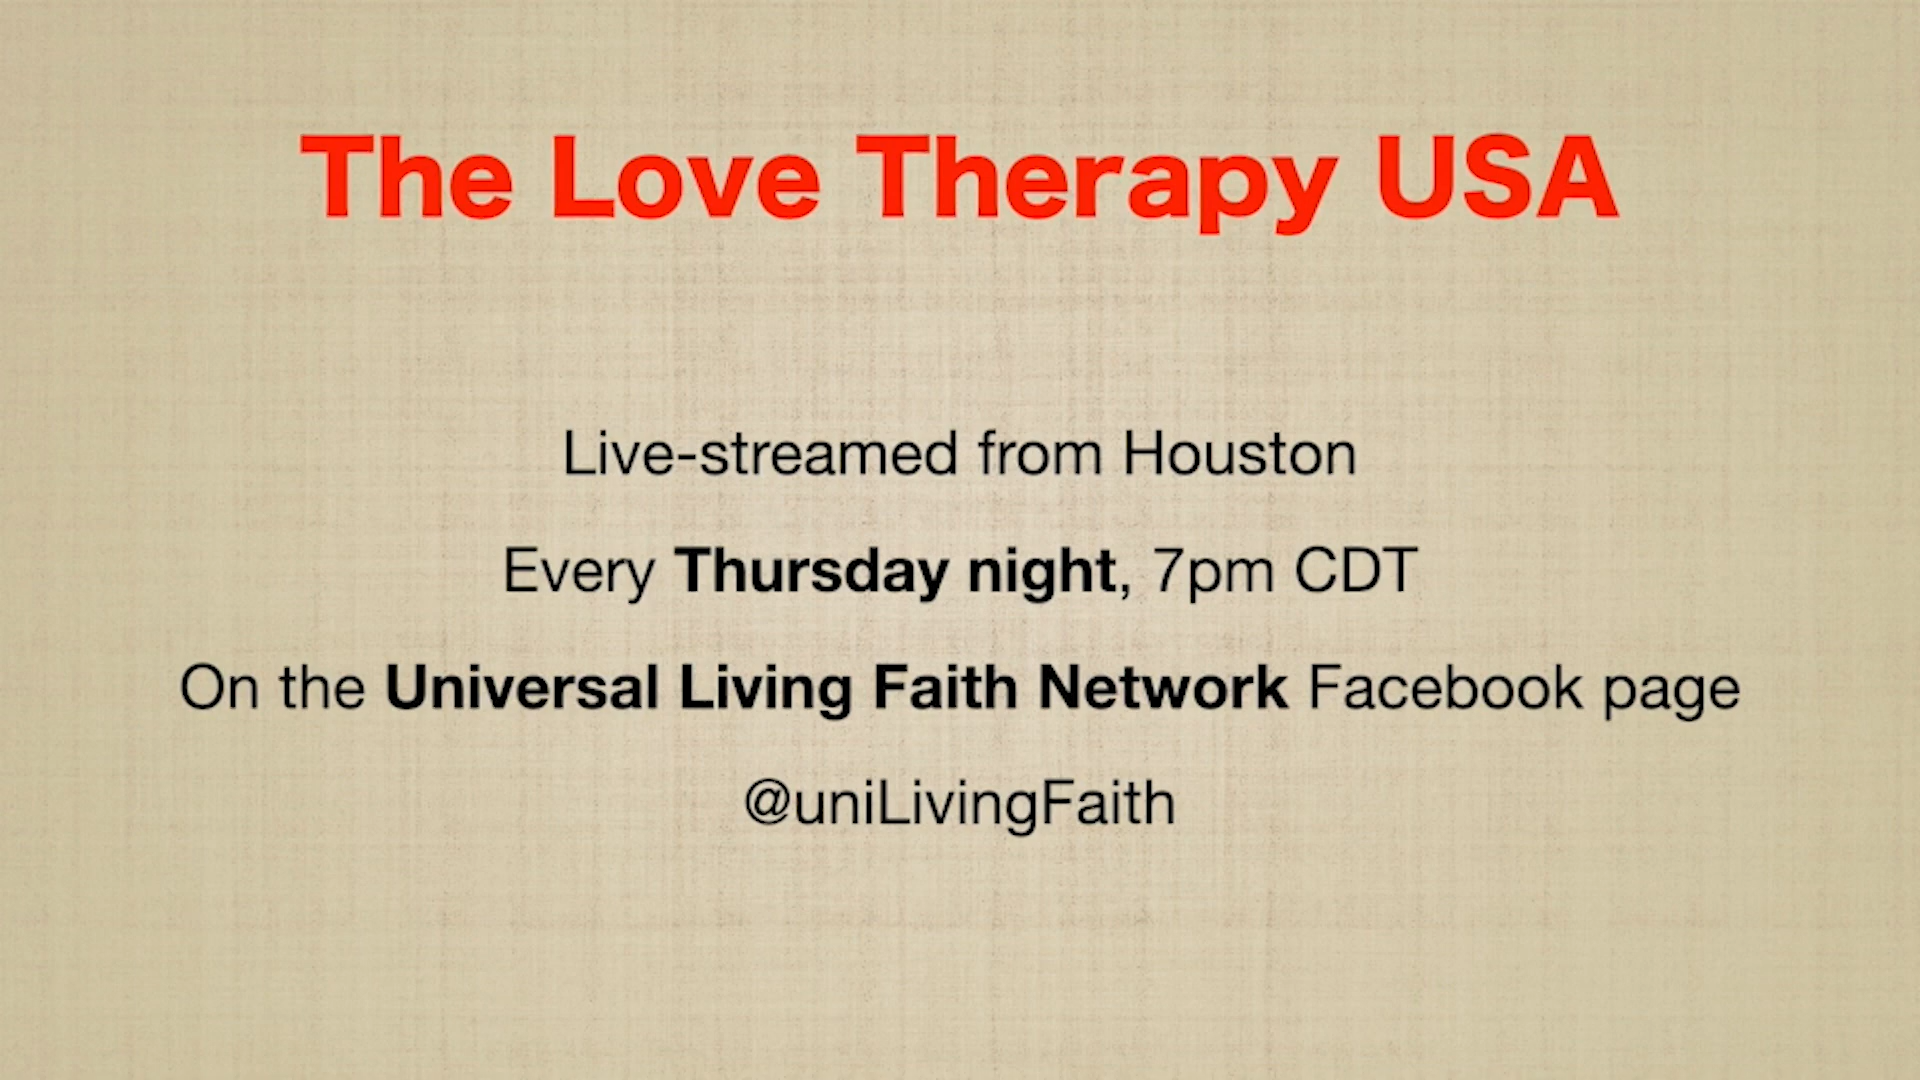 The Love Therapy USA
Live-streamed from Houston
Every Thursday night, 7pm CDT
On the Universal Living Faith Network Facebook page
@uniLivingFaith